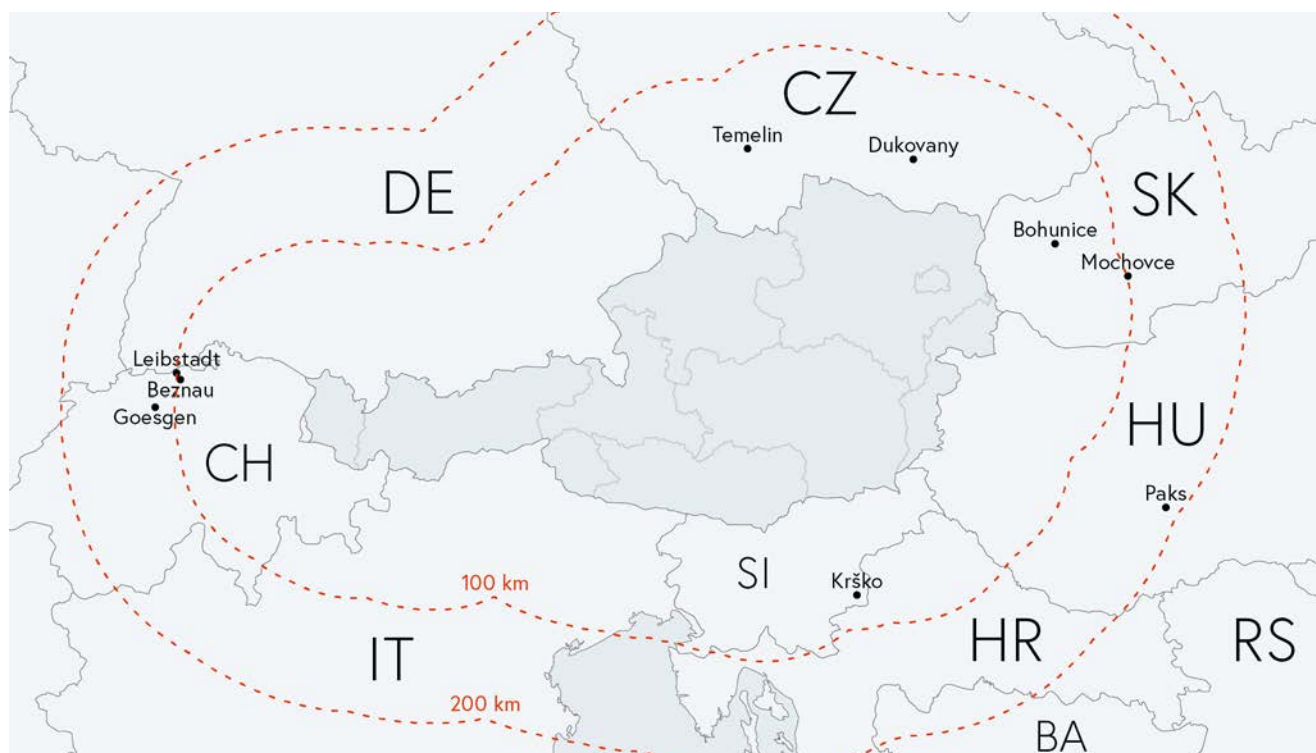 CZ
Temelin
Dukovany
DE
SK
Bohunice
Mochovce
Leibstadt
Beznau
Goesgen
CH
HU
Paks
SI
Krško
100 km
IT
HR
RS
200 km
BA